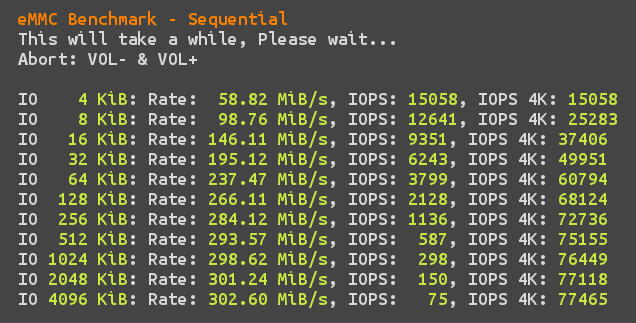 eMMC Benchmark - Sequential
This will take a while, Please wait...
Abort: VOL- & VOL+
IO    4 KiB: Rate:  58.82 MiB/s, IOPS: 15058, IOPS 4K: 15058
IO    8 KiB: Rate:  98.76 MiB/s, IOPS: 12641, IOPS 4K: 25283
IO   16 KiB: Rate: 146.11 MiB/s, IOPS: 9351, IOPS 4K: 37406
IO   32 KiB: Rate: 195.12 MiB/s, IOPS: 6243, IOPS 4K: 49951
IO   64 KiB: Rate: 237.47 MiB/s, IOPS: 3799, IOPS 4K: 60794
IO  128 KiB: Rate: 266.11 MiB/s, IOPS: 2128, IOPS 4K: 68124
IO  256 KiB: Rate: 284.12 MiB/s, IOPS: 1136, IOPS 4K: 72736
IO  512 KiB: Rate: 293.57 MiB/s, IOPS:  587, IOPS 4K: 75155
IO 1024 KiB: Rate: 298.62 MiB/s, IOPS:  298, IOPS 4K: 76449
IO 2048 KiB: Rate: 301.24 MiB/s, IOPS:  150, IOPS 4K: 77118
IO 4096 KiB: Rate: 302.60 MiB/s, IOPS:   75, IOPS 4K: 77465